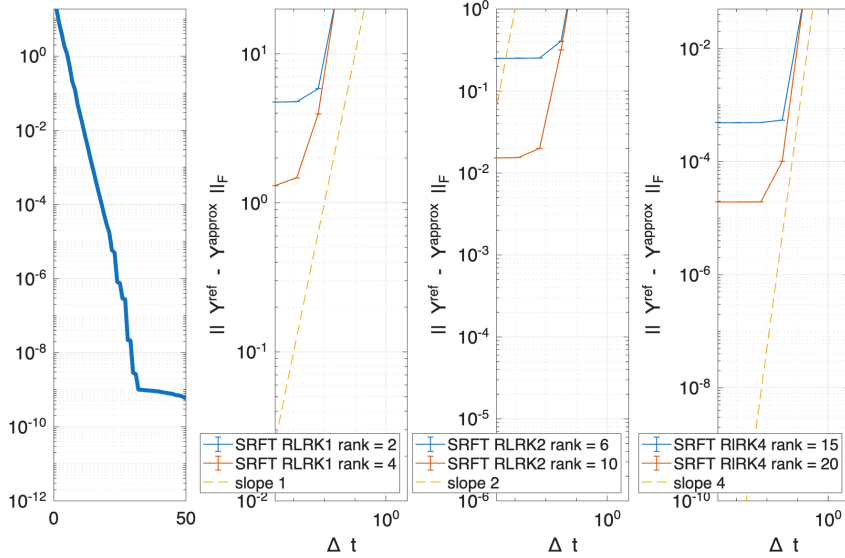 10^0
10^-2
10^-4
10^-6
10^-8
10^-10
10^-12
0
50
|| Y^ref - Y^approx ||_F
10^1
10^0
10^-1
10^-2
SRFT RLRK1 rank = 2
SRFT RLRK1 rank = 4
slope 1
10^0
Δ t
|| Y^ref - Y^approx ||_F
10^0
10^-1
10^-2
10^-3
10^-4
10^-5
10^-6
SRFT RLRK2 rank = 6
SRFT RLRK2 rank = 10
slope 2
10^0
Δ t
|| Y^ref - Y^approx ||_F
10^-2
10^-4
10^-6
10^-8
10^-10
SRFT RlRK4 rank = 15
SRFT RlRK4 rank = 20
slope 4
10^0
Δ t